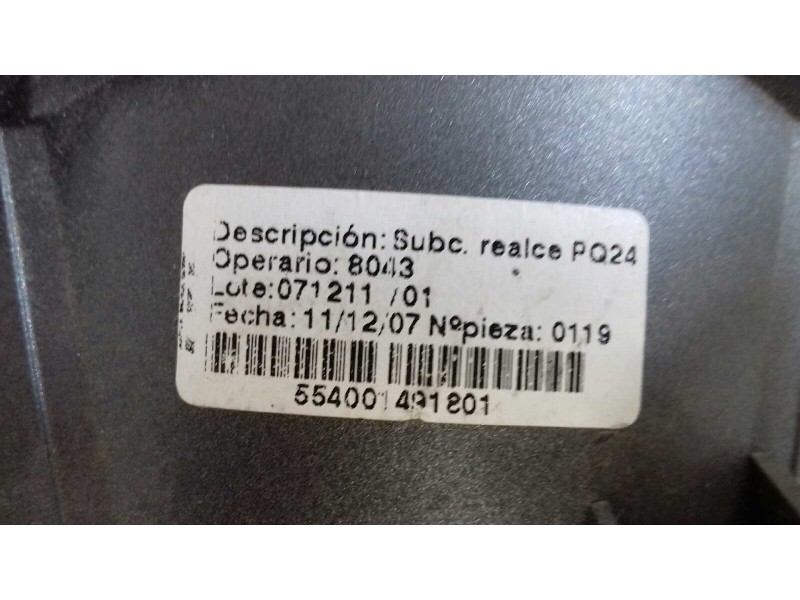 Descripción: Subc. realce PQ24
Operario: 8043
Lote:071211 /01
Fecha: 11/12/07 Nºpieza: 0119
554001491801